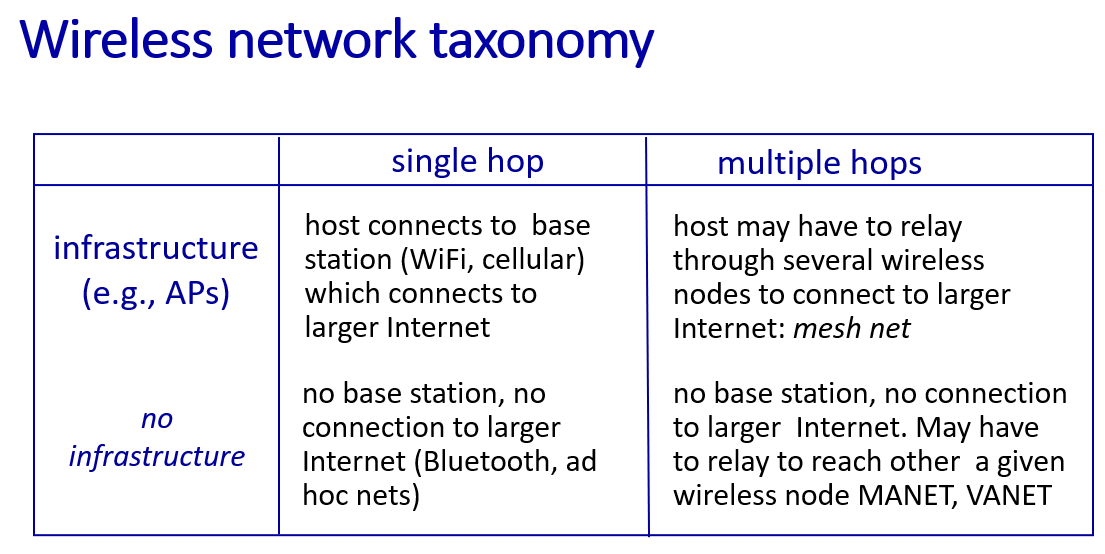 Wireless network taxonomy
single hop
multiple hops
infrastructure
(e.g., APs)
host connects to  base
station (WiFi, cellular)
which connects to
larger Internet
host may have to relay
through several wireless
nodes to connect to larger
Internet: mesh net
no
infrastructure
no base station, no
connection to larger
Internet (Bluetooth, ad
hoc nets)
no base station, no connection
to larger  Internet. May have
to relay to reach other  a given
wireless node MANET, VANET